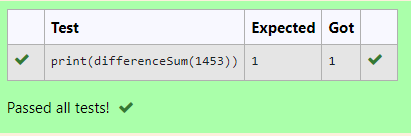 Test Expected Got
print(differenceSum(1453)) 1 1
Passed all tests!